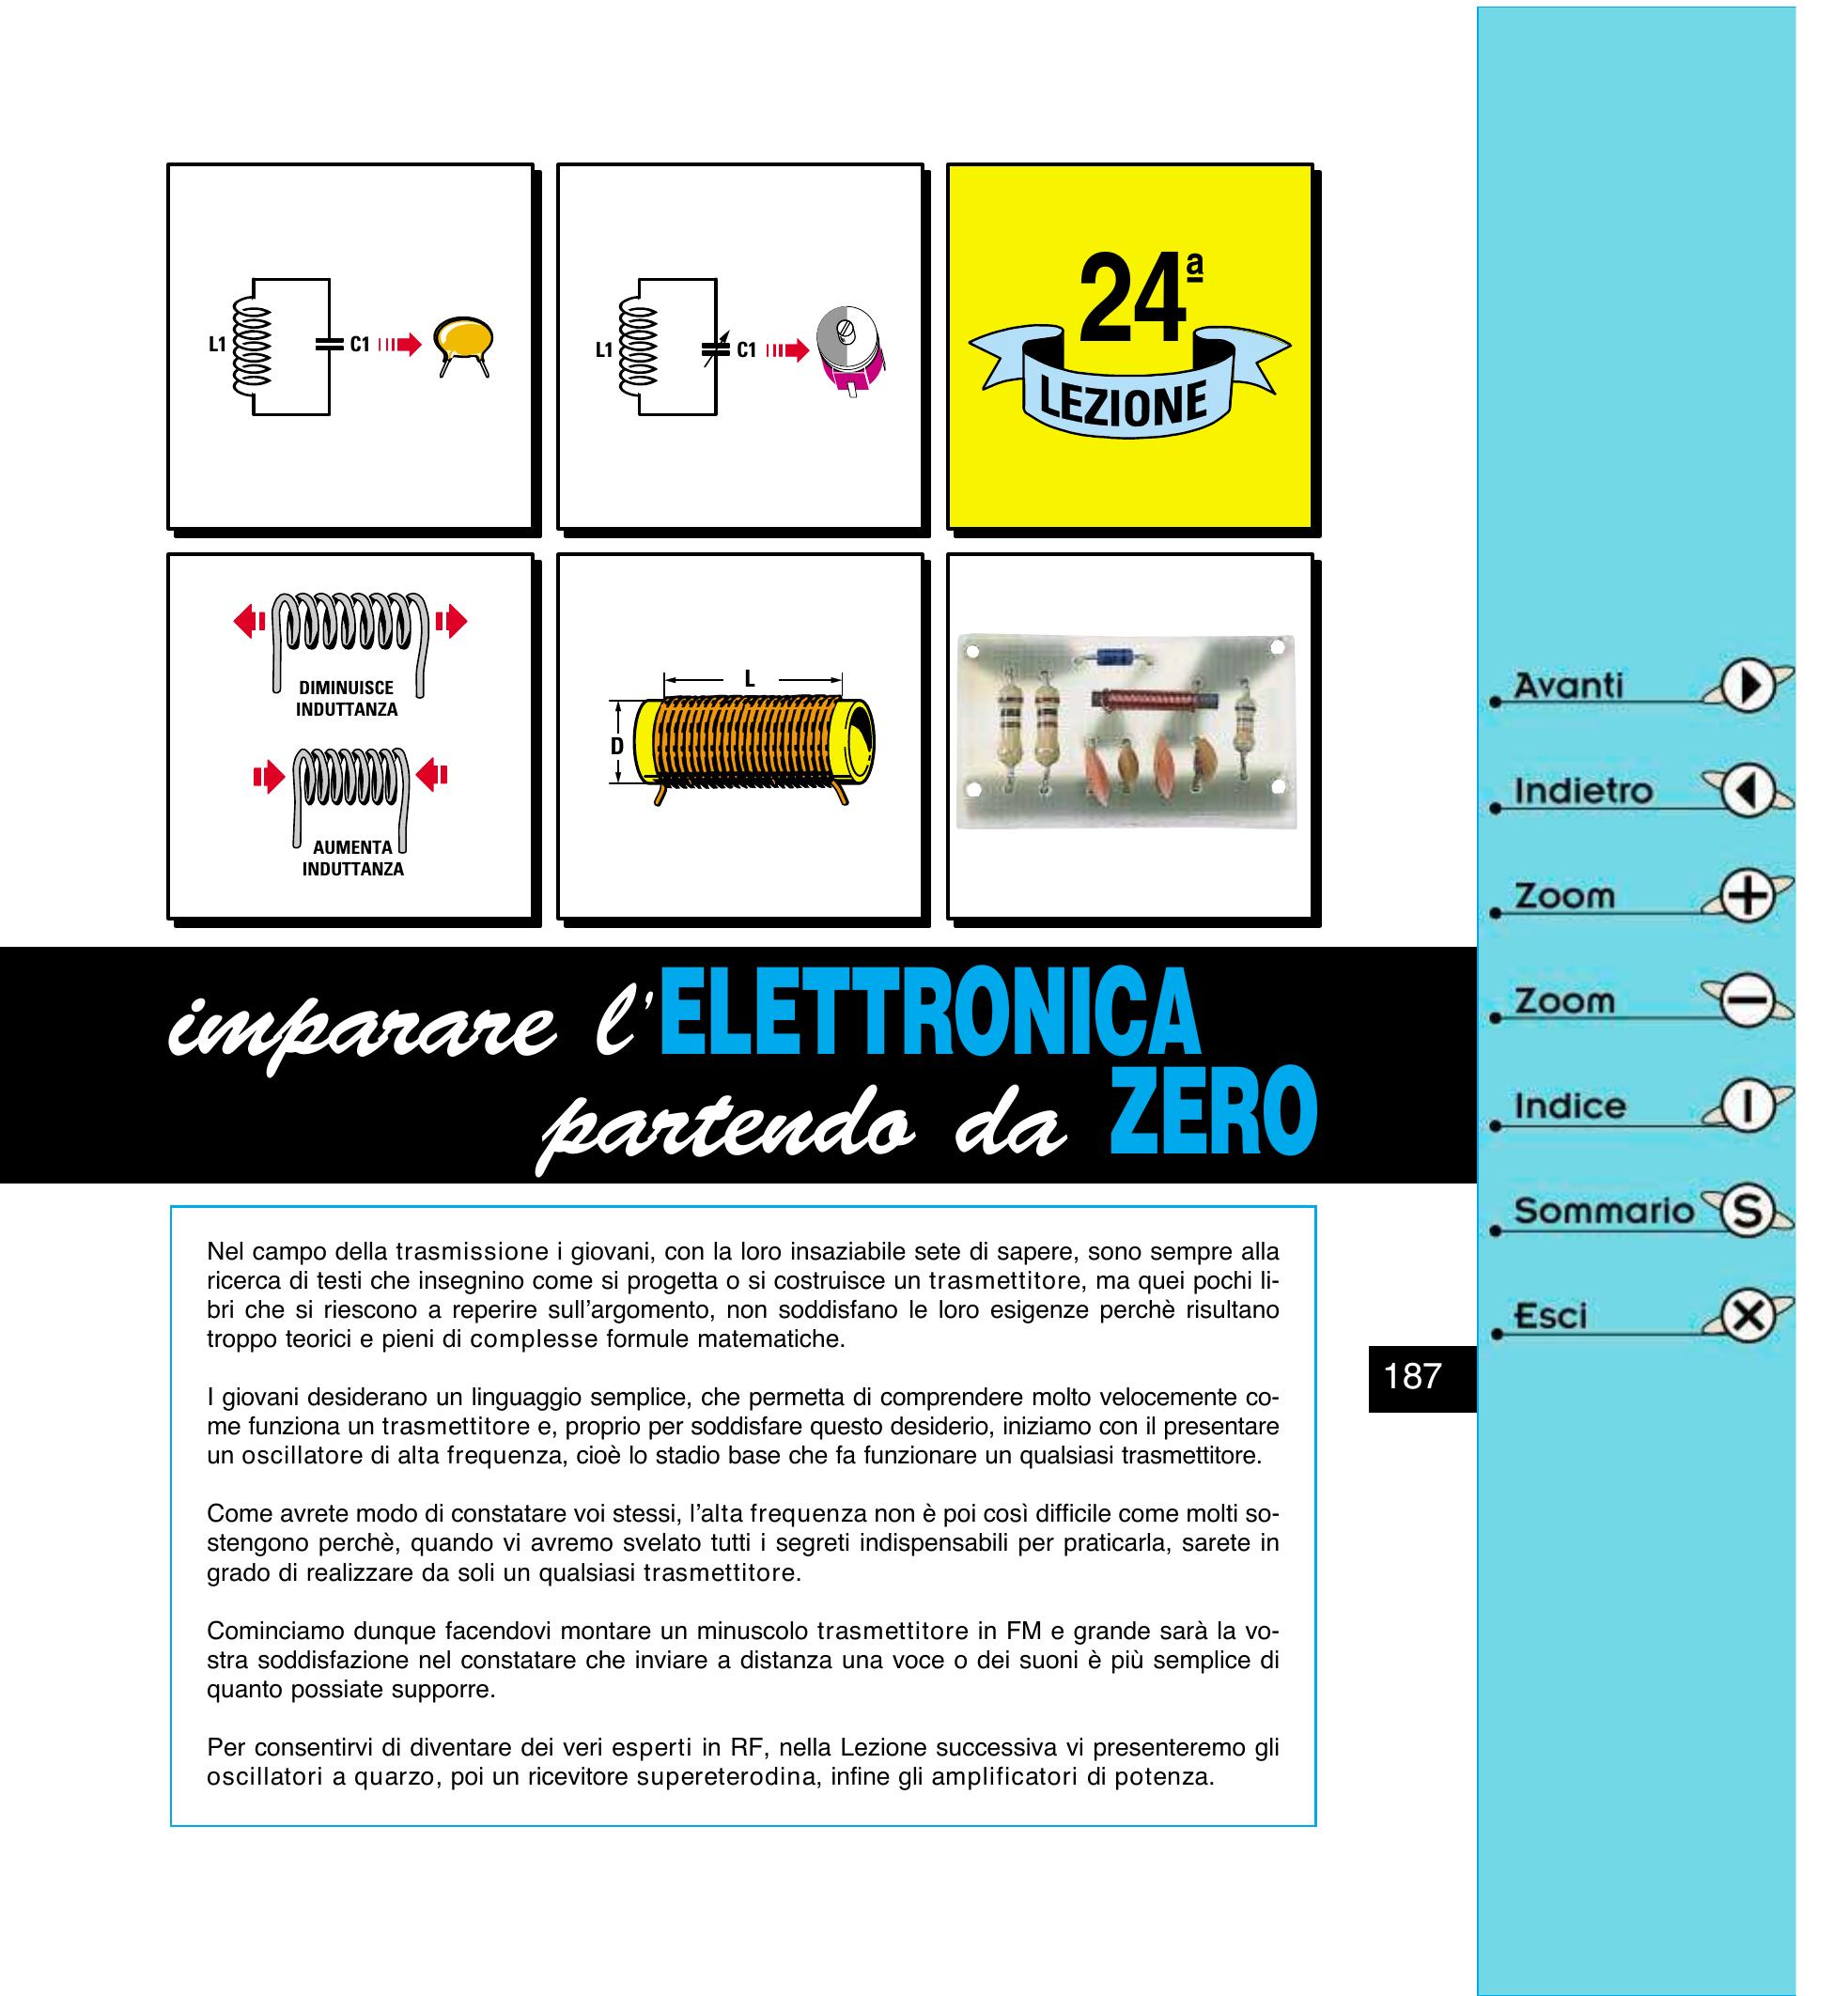 L1
C1
L1
C1
24ª
LEZIONE
DIMINUISCE
INDUTTANZA
AUMENTA
INDUTTANZA
L
D
imparare l'ELETTRONICA
partendo da ZERO
Nel campo della trasmissione i giovani, con la loro insaziabile sete di sapere, sono sempre alla
ricerca di testi che insegnino come si progetta o si costruisce un trasmettitore, ma quei pochi li-
bri che si riescono a reperire sull'argomento, non soddisfano le loro esigenze perchè risultano
troppo teorici e pieni di complesse formule matematiche.
I giovani desiderano un linguaggio semplice, che permetta di comprendere molto velocemente co-
me funziona un trasmettitore e, proprio per soddisfare questo desiderio, iniziamo con il presentare
un oscillatore di alta frequenza, cioè lo stadio base che fa funzionare un qualsiasi trasmettitore.
Come avrete modo di constatare voi stessi, l'alta frequenza non è poi così difficile come molti so-
stengono perchè, quando vi avremo svelato tutti i segreti indispensabili per praticarla, sarete in
grado di realizzare da soli un qualsiasi trasmettitore.
Cominciamo dunque facendovi montare un minuscolo trasmettitore in FM e grande sarà la vo-
stra soddisfazione nel constatare che inviare a distanza una voce o dei suoni è più semplice di
quanto possiate supporre.
Per consentirvi di diventare dei veri esperti in RF, nella Lezione successiva vi presenteremo gli
oscillatori a quarzo, poi un ricevitore supereterodina, infine gli amplificatori di potenza.
187
Avanti
Indietro
Zoom +
Zoom −
Indice I
Sommario S
Esci X